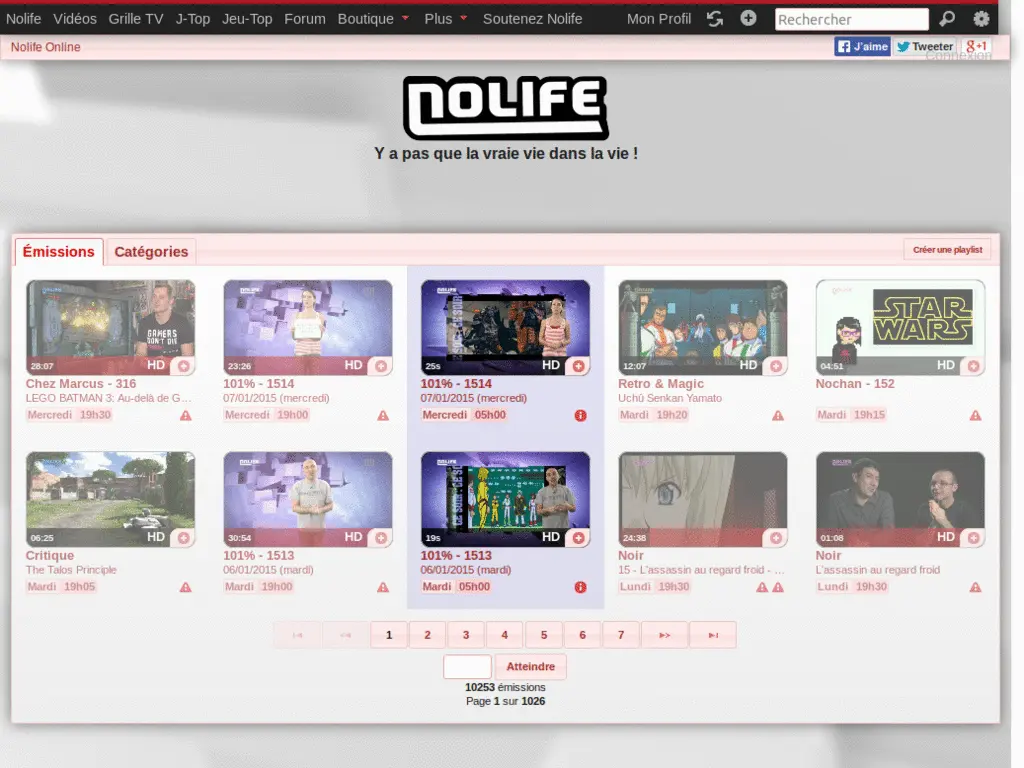 Nolife Vidéos Grille TV J-Top Jeu-Top Forum Boutique Plus Soutenez Nolife Mon Profil Rechercher
Nolife Online J'aime Tweeter g+1
Connexion
NOLIFE
Y a pas que la vraie vie dans la vie !
Émissions Catégories Créer une playlist
GAMERS DON'T DIE
28:07 HD
Chez Marcus - 316
LEGO BATMAN 3: Au-delà de G…
Mercredi 19h30
23:26 HD
101% - 1514
07/01/2015 (mercredi)
Mercredi 19h00
25s HD
101% - 1514
07/01/2015 (mercredi)
Mercredi 05h00
12:07 HD
Retro & Magic
Uchû Senkan Yamato
Mardi 19h20
STAR WARS
04:51 HD
Nochan - 152
Mardi 19h15
06:25 HD
Critique
The Talos Principle
Mardi 19h05
30:54 HD
101% - 1513
06/01/2015 (mardi)
Mardi 19h00
19s HD
101% - 1513
06/01/2015 (mardi)
Mardi 05h00
24:38
Noir
15 - L'assassin au regard froid - …
Lundi 19h30
01:08 HD
Noir
L'assassin au regard froid
Lundi 19h30
1 2 3 4 5 6 7
Atteindre
10253 émissions
Page 1 sur 1026